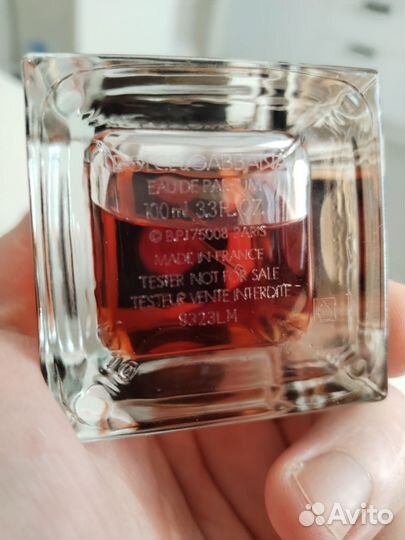 EAU DE PARFUM
100 mL 3.3 FL.OZ.
© B.P.J 75008 PARIS
MADE IN FRANCE
TESTER NOT FOR SALE
TESTEUR VENTE INTERDITE
S323LM
Avito